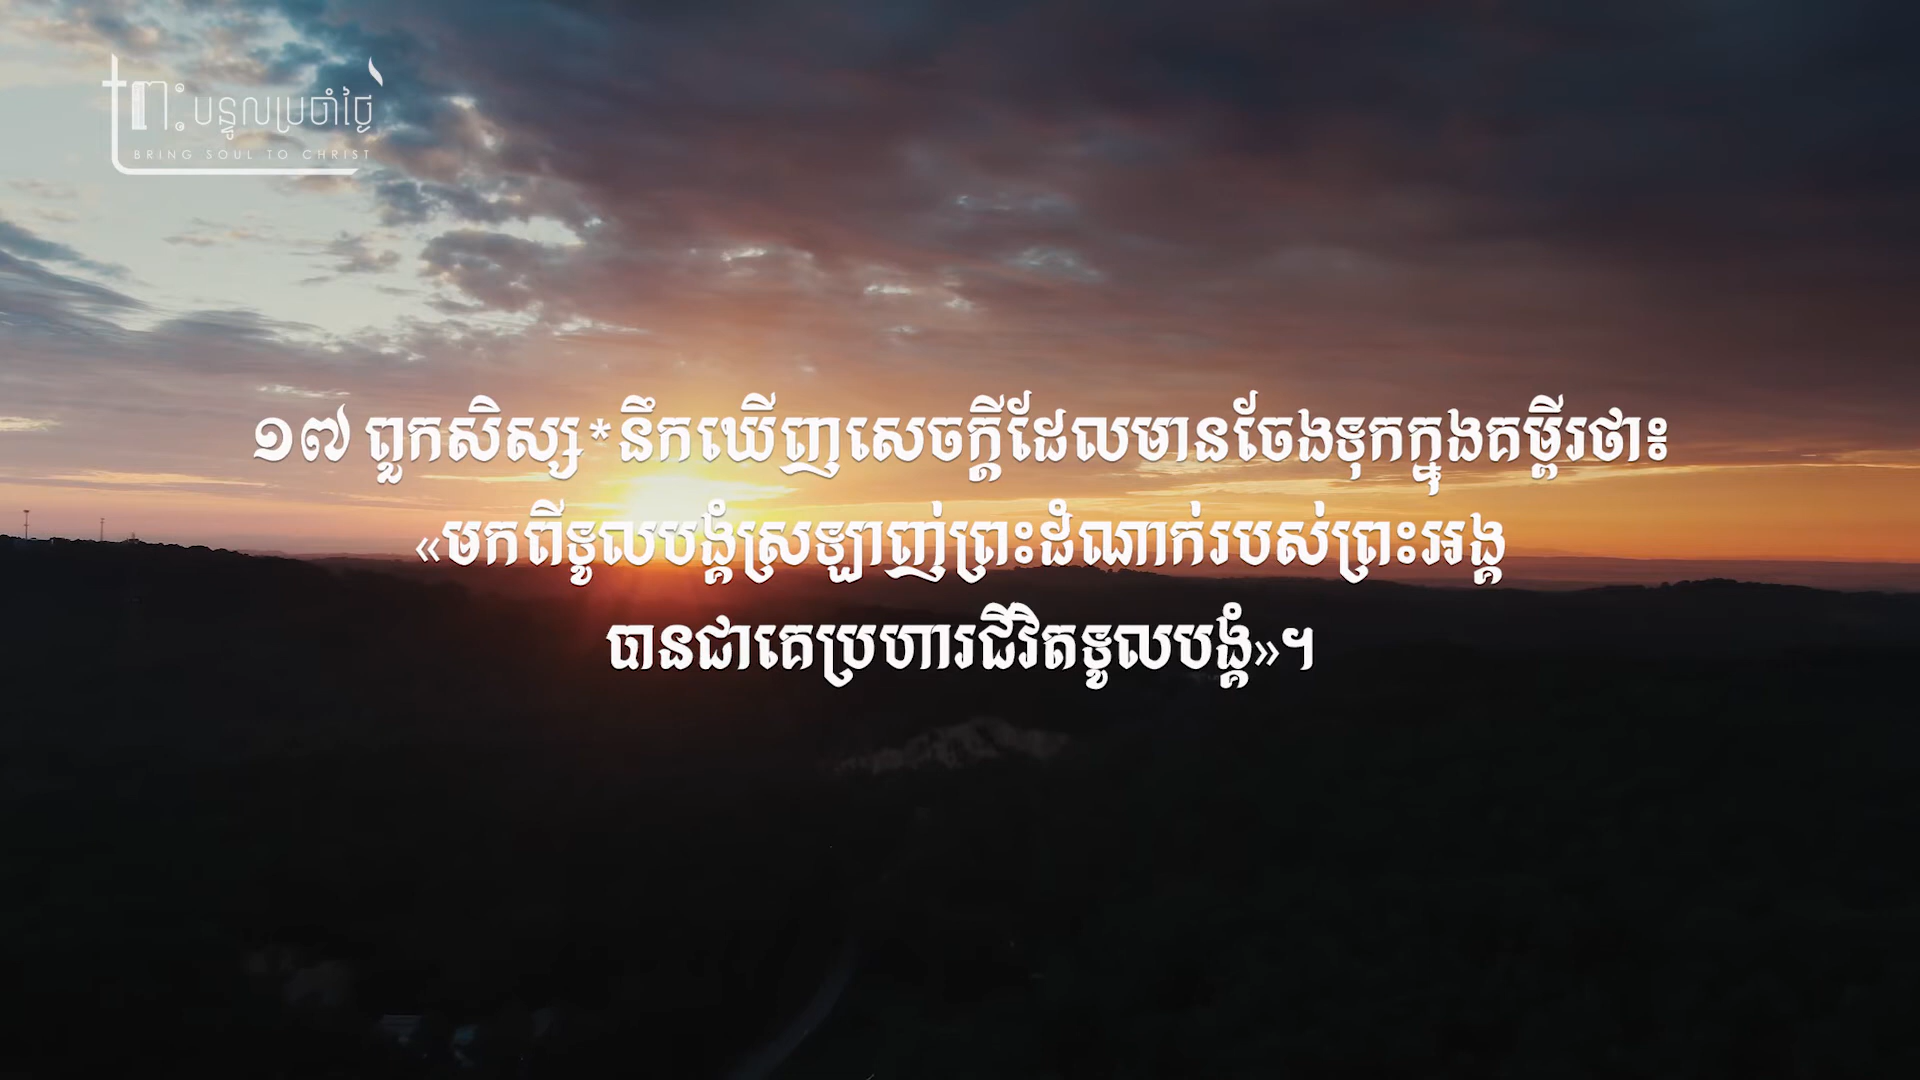 ព្រះបន្ទូលប្រចាំថ្ងៃ
BRING SOUL TO CHRIST
១៧ ពួកសិស្ស*នឹកឃើញសេចក្ដីដែលមានចែងទុកក្នុងគម្ពីរថា៖
«មកពីទូលបង្គំស្រឡាញ់ព្រះដំណាក់របស់ព្រះអង្គ
បានជាគេប្រហារជីវិតទូលបង្គំ»។